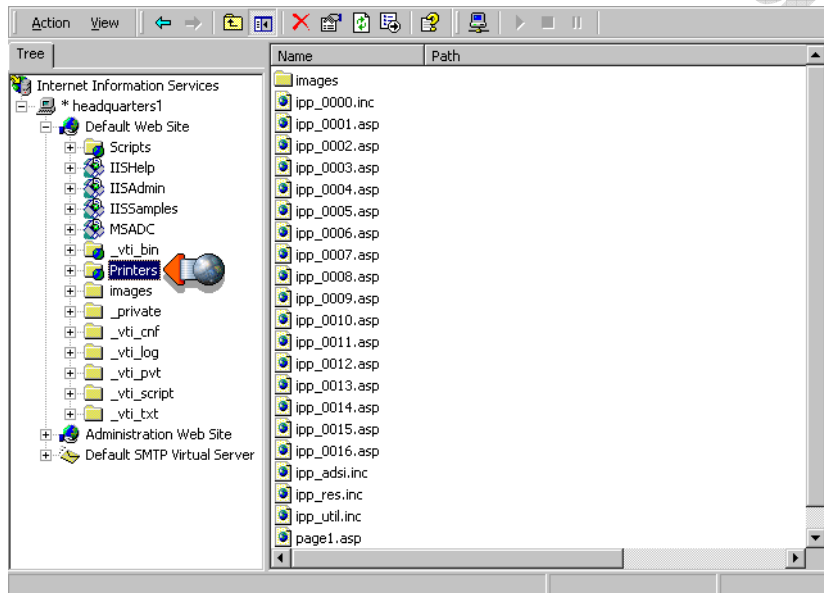 Action View
Tree
Name Path
Internet Information Services
* headquarters1
Default Web Site
Scripts
IISHelp
IISAdmin
IISSamples
MSADC
_vti_bin
Printers
images
_private
_vti_cnf
_vti_log
_vti_pvt
_vti_script
_vti_txt
Administration Web Site
Default SMTP Virtual Server
images
ipp_0000.inc
ipp_0001.asp
ipp_0002.asp
ipp_0003.asp
ipp_0004.asp
ipp_0005.asp
ipp_0006.asp
ipp_0007.asp
ipp_0008.asp
ipp_0009.asp
ipp_0010.asp
ipp_0011.asp
ipp_0012.asp
ipp_0013.asp
ipp_0014.asp
ipp_0015.asp
ipp_0016.asp
ipp_adsi.inc
ipp_res.inc
ipp_util.inc
page1.asp